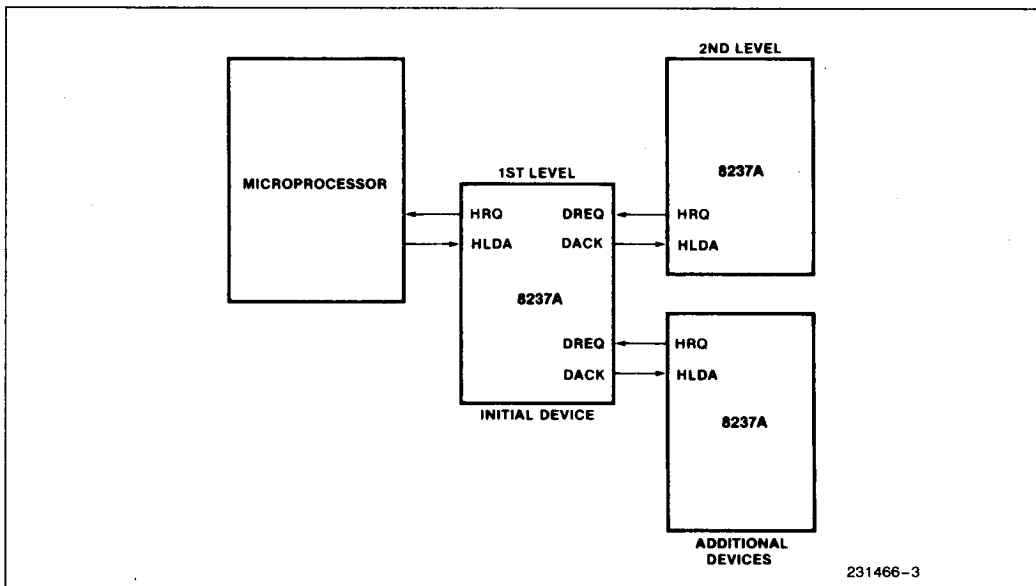 2ND LEVEL
8237A
HRQ
HLDA
MICROPROCESSOR
1ST LEVEL
HRQ DREQ
HLDA DACK
8237A
DREQ
DACK
INITIAL DEVICE
HRQ
HLDA
8237A
ADDITIONAL
DEVICES
231466-3